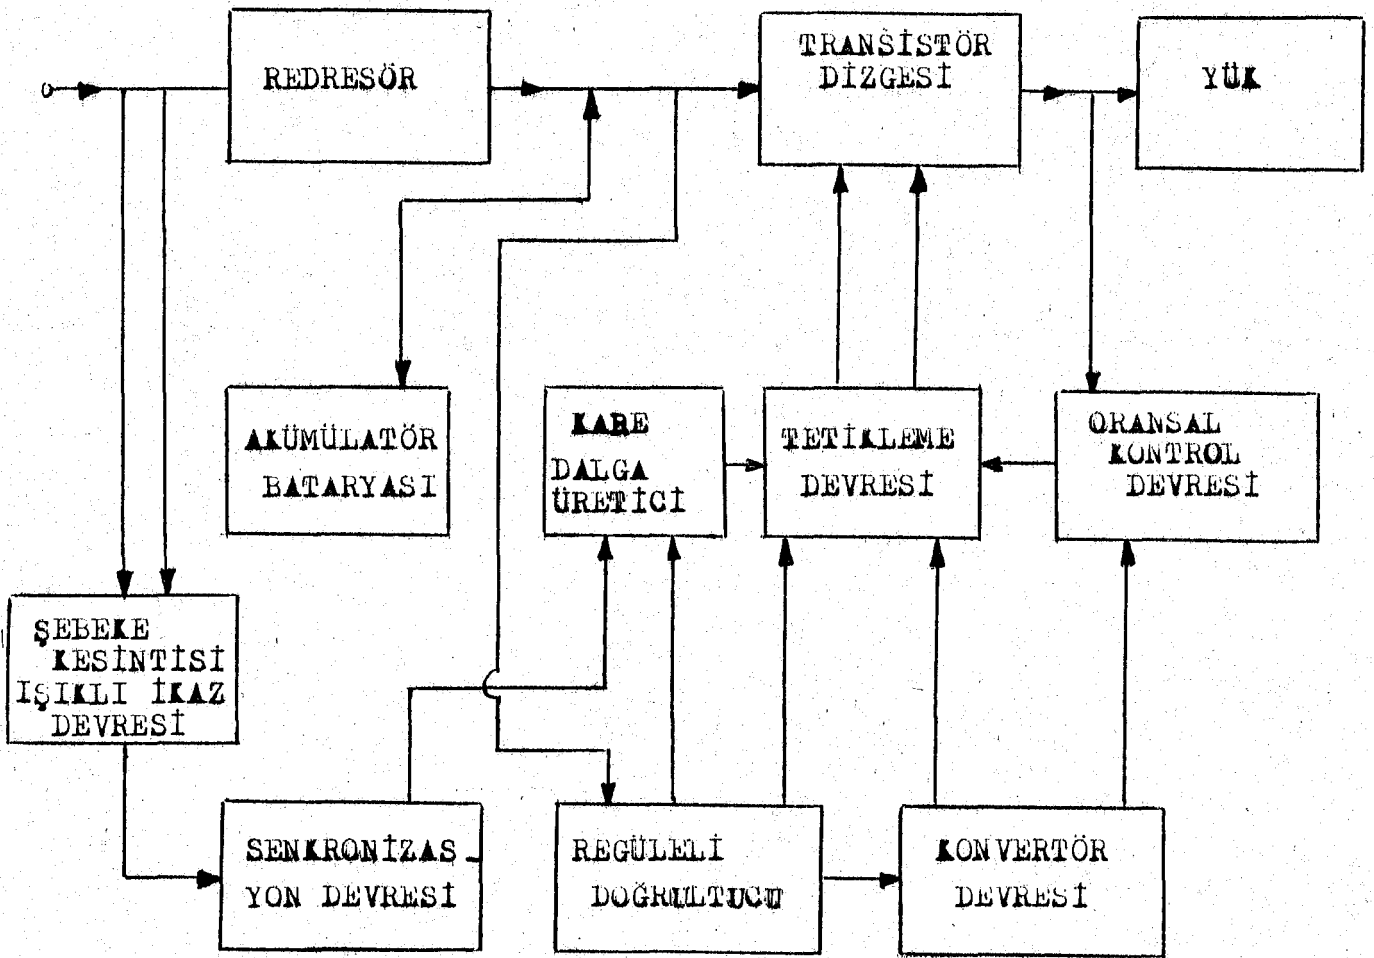 REDRESÖR
TRANSİSTÖR
DİZGESİ
YÜK
AKÜMÜLATÖR
BATARYASI
KARE
DALGA
ÜRETİCİ
TETİKLEME
DEVRESİ
ORANSAL
KONTROL
DEVRESİ
ŞEBEKE
KESİNTİSİ
IŞIKLI İKAZ
DEVRESİ
SENKRONİZAS-
YON DEVRESİ
REGÜLELİ
DOĞRULTUCU
KONVERTÖR
DEVRESİ